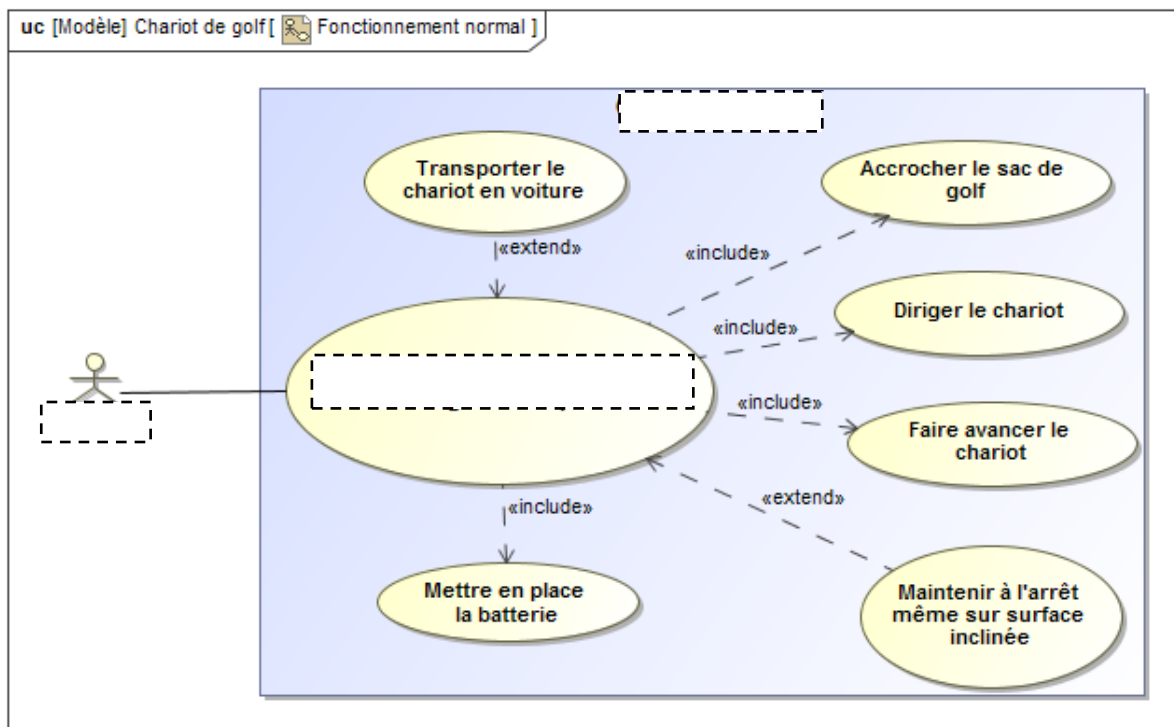 uc [Modèle] Chariot de golf [ Fonctionnement normal ]
Transporter le
chariot en voiture
Accrocher le sac de
golf
«extend»
«include»
Diriger le chariot
«include»
«include»
Faire avancer le
chariot
«extend»
«include»
Mettre en place
la batterie
Maintenir à l'arrêt
même sur surface
inclinée